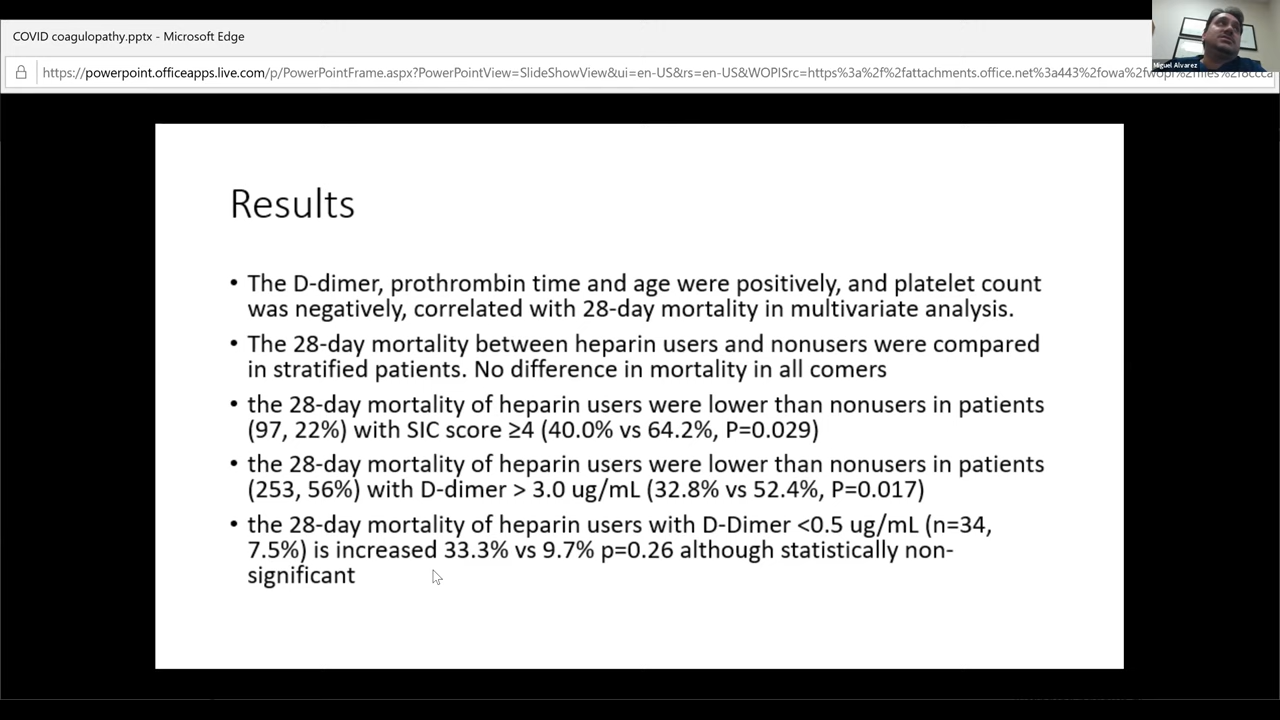 COVID coagulopathy.pptx - Microsoft Edge
Miguel Alvarez
https://powerpoint.officeapps.live.com/p/PowerPointFrame.aspx?PowerPointView=SlideShowView&ui=en-US&rs=en-US&WOPISrc=https%3a%2f%2fattachments.office.net%3a443%2fowa%2fwopi%2ffiles%2f8ccca
Results
• The D-dimer, prothrombin time and age were positively, and platelet count
was negatively, correlated with 28-day mortality in multivariate analysis.
• The 28-day mortality between heparin users and nonusers were compared
in stratified patients. No difference in mortality in all comers
• the 28-day mortality of heparin users were lower than nonusers in patients
(97, 22%) with SIC score ≥4 (40.0% vs 64.2%, P=0.029)
• the 28-day mortality of heparin users were lower than nonusers in patients
(253, 56%) with D-dimer > 3.0 ug/mL (32.8% vs 52.4%, P=0.017)
• the 28-day mortality of heparin users with D-Dimer <0.5 ug/mL (n=34,
7.5%) is increased 33.3% vs 9.7% p=0.26 although statistically non-
significant